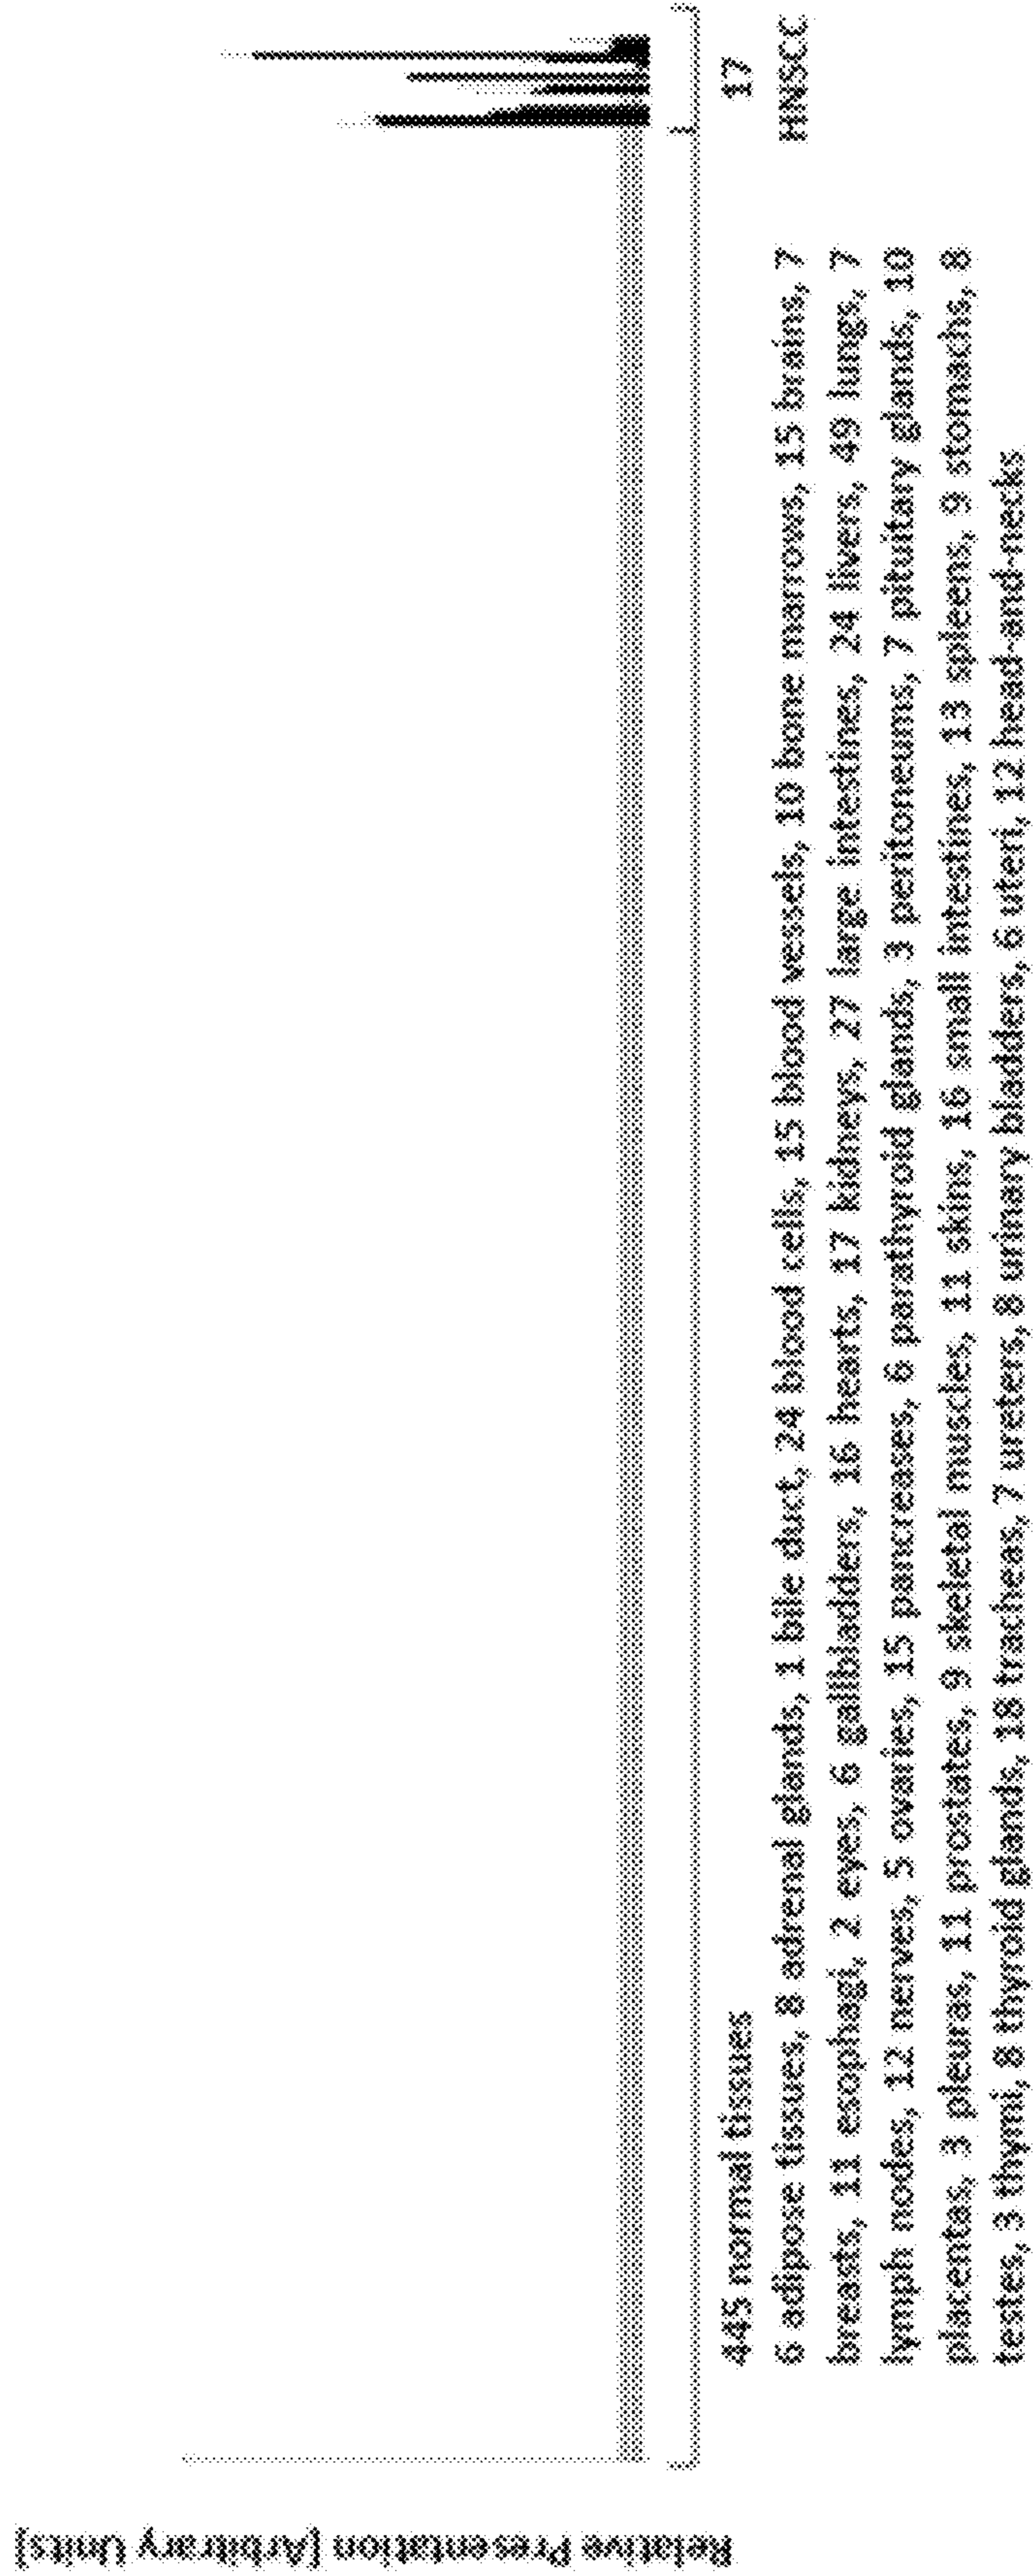 Relative Presentation [Arbitrary Units]
445 normal tissues
17
HNSCC
6 adipose tissues, 8 adrenal glands, 1 bile duct, 24 blood cells, 15 blood vessels, 10 bone marrows, 15 brains, 7
breasts, 11 esophagi, 2 eyes, 6 gallbladders, 16 hearts, 17 kidneys, 27 large intestines, 24 livers, 49 lungs, 7
lymph nodes, 12 nerves, 5 ovaries, 15 pancreases, 6 parathyroid glands, 3 peritoneums, 7 pituitary glands, 10
placentas, 3 pleuras, 11 prostates, 9 skeletal muscles, 11 skins, 16 small intestines, 13 spleens, 9 stomachs, 8
testes, 3 thymi, 8 thyroid glands, 18 tracheas, 7 ureters, 8 urinary bladders, 6 uteri, 12 head-and-necks